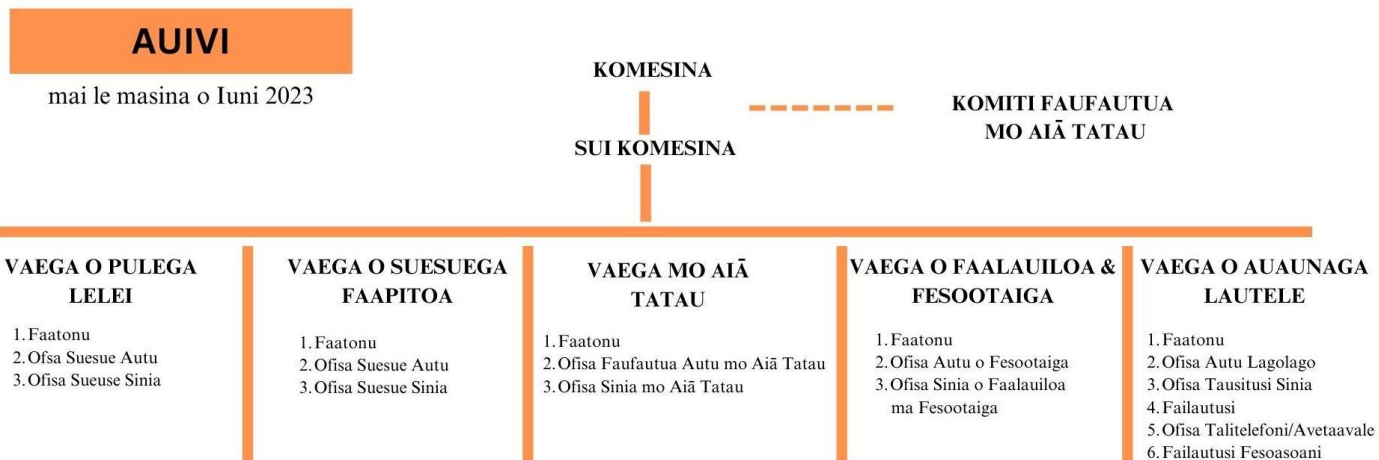 AUIVI
mai le masina o Iuni 2023
KOMESINA
SUI KOMESINA
KOMITI FAUFAUTUA
MO AIĀ TATAU
VAEGA O PULEGA
LELEI
1. Faatonu
2. Ofsa Suesue Autu
3. Ofisa Sueuse Sinia
VAEGA O SUESUEGA
FAAPITOA
1. Faatonu
2. Ofisa Suesue Autu
3. Ofisa Suesue Sinia
VAEGA MO AIĀ
TATAU
1. Faatonu
2. Ofisa Faufautua Autu mo Aiā Tatau
3. Ofisa Sinia mo Aiā Tatau
VAEGA O FAALAUILOA &
FESOOTAIGA
1. Faatonu
2. Ofisa Autu o Fesootaiga
3. Ofisa Sinia o Faalauiloa
ma Fesootaiga
VAEGA O AUAUNAGA
LAUTELE
1. Faatonu
2. Ofisa Autu Lagolago
3. Ofisa Tausitusi Sinia
4. Failautusi
5. Ofisa Talitelefoni/Avetaavale
6. Failautusi Fesoasoani